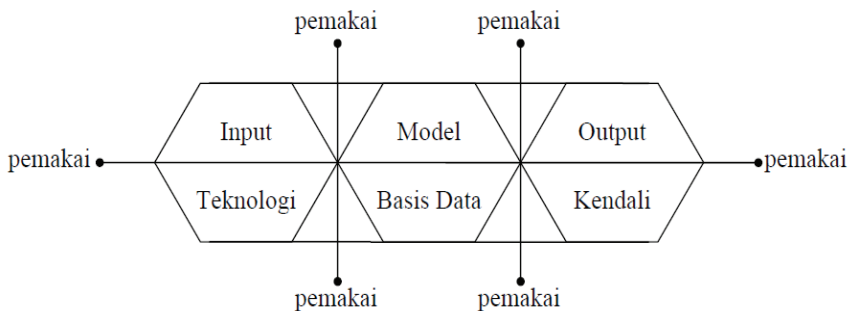 pemakai pemakai
Input Model Output
pemakai pemakai
Teknologi Basis Data Kendali
pemakai pemakai